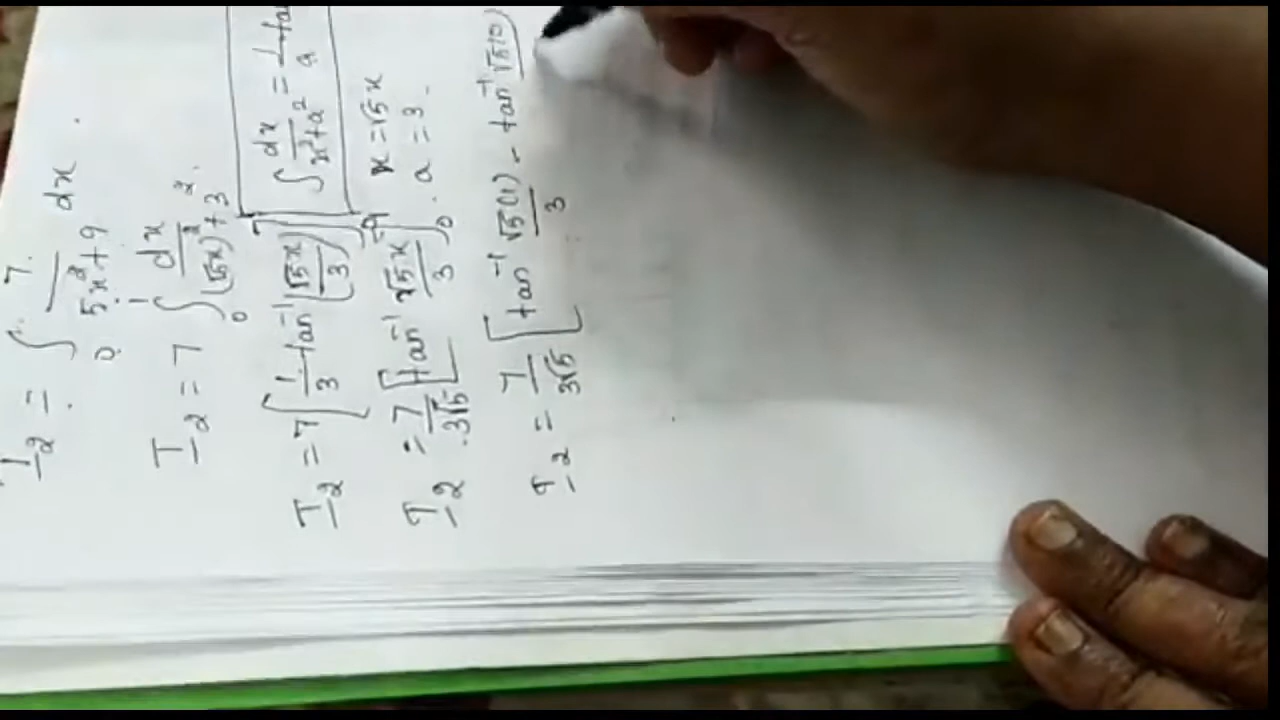 I₂ = ∫₀ 7/(5x²+9) dx .
I₂ = 7 ∫₀¹ dx/((√5x)²+3²) .
∫ dx/(x²+a²) = 1/a ta
I₂ = 7 [1/3 tan⁻¹ (√5x/3)]
x = √5x
a = 3 .
I₂ = 7/3√5 [tan⁻¹ √5x/3]₀¹ .
I₂ = 7/3√5 [tan⁻¹ √5(1)/3 - tan⁻¹ √5(0)